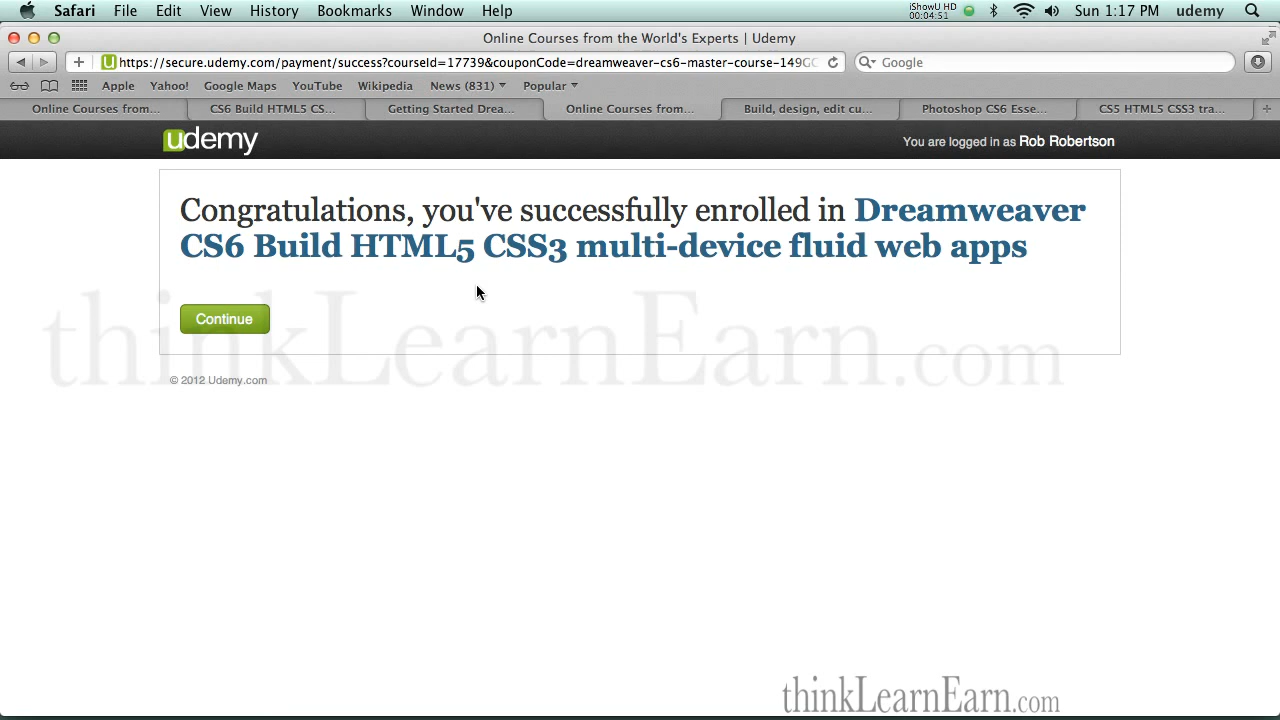 Safari File Edit View History Bookmarks Window Help iShowU HD 00:04:51 Sun 1:17 PM udemy
Online Courses from the World's Experts | Udemy
https://secure.udemy.com/payment/success?courseId=17739&couponCode=dreamweaver-cs6-master-course-149GC Google
Apple Yahoo! Google Maps YouTube Wikipedia News (831) Popular
Online Courses from... CS6 Build HTML5 CS... Getting Started Drea... Online Courses from... Build, design, edit cu... Photoshop CS6 Esse... CS5 HTML5 CSS3 tra...
udemy You are logged in as Rob Robertson
Congratulations, you've successfully enrolled in Dreamweaver
CS6 Build HTML5 CSS3 multi-device fluid web apps
Continue
thinkLearnEarn.com
© 2012 Udemy.com
thinkLearnEarn.com